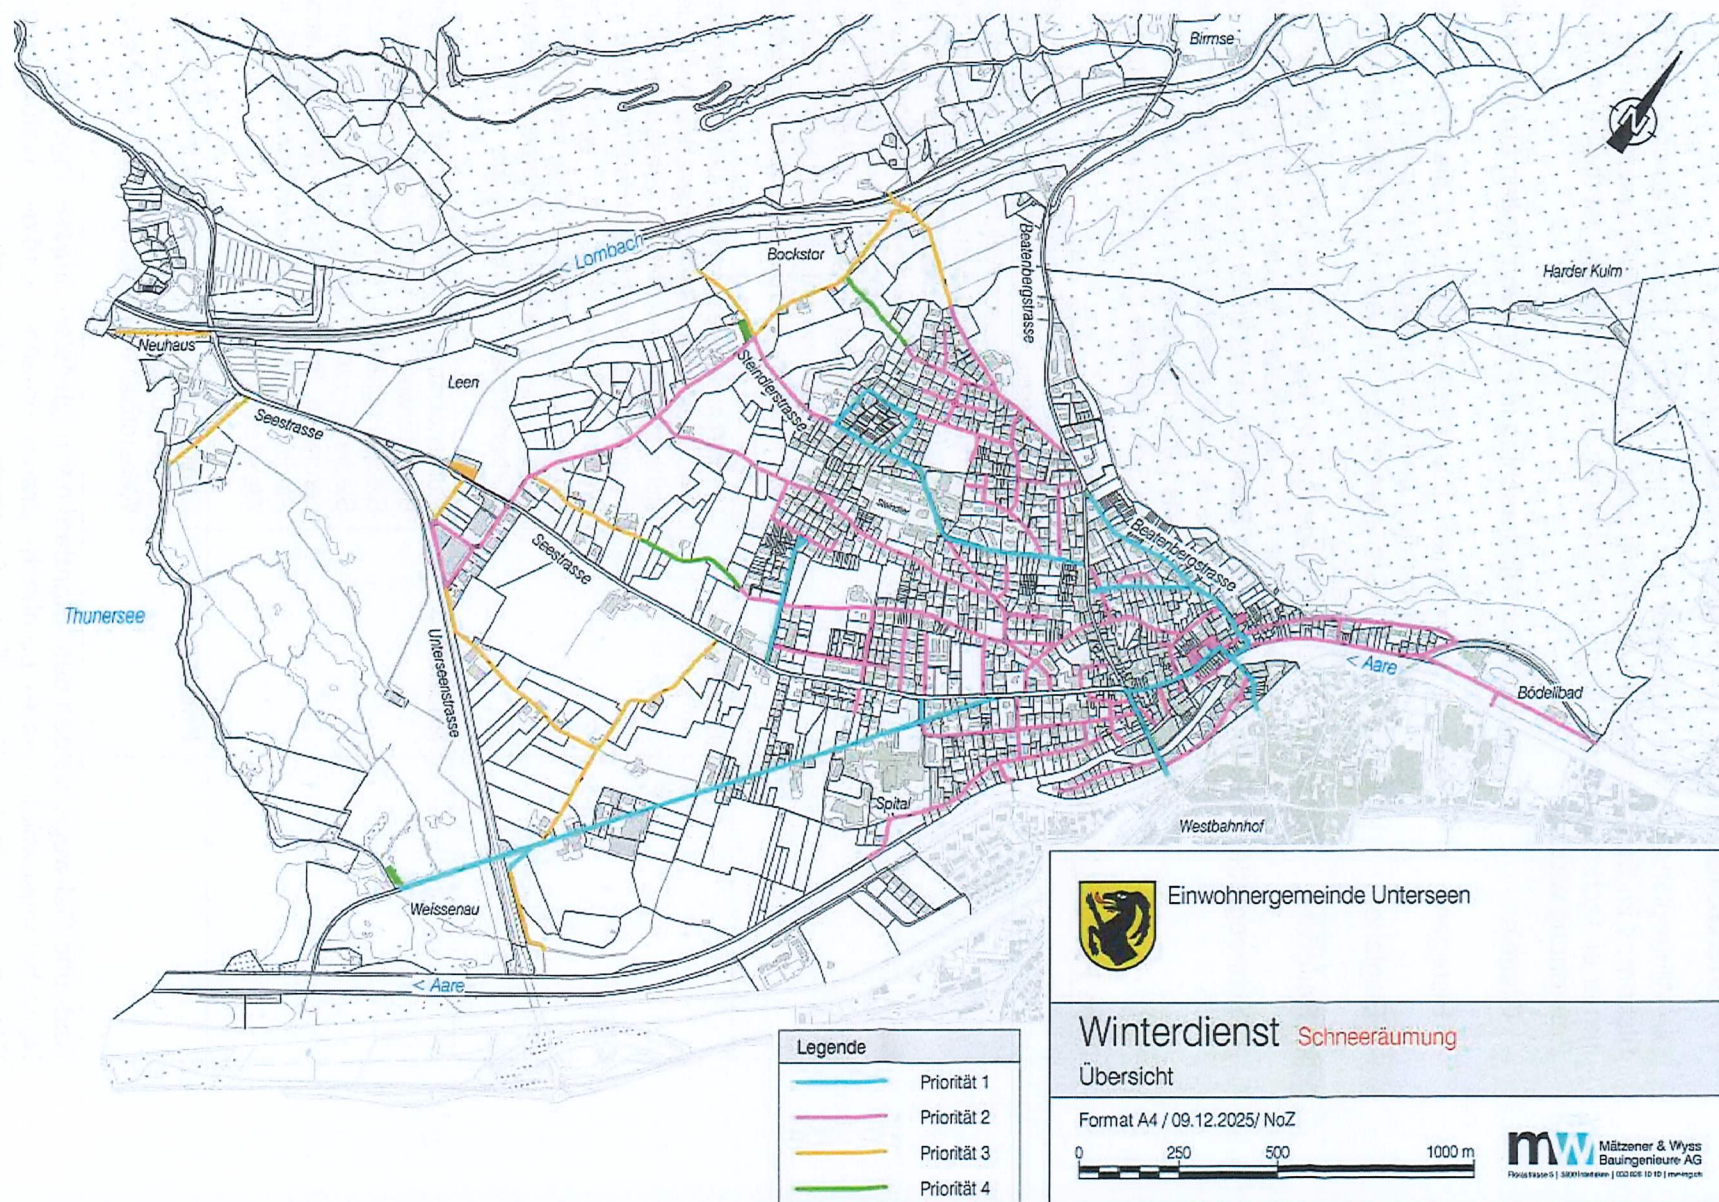 Birmse
< Lombach
Bockstor
Beatenbergstrasse
Harder Kulm
Neuhaus
Leen
Steindlerstrasse
Seestrasse
Seestrasse
Beatenbergstrasse
Thunersee
Unterseenstrasse
< Aare
Bödelibad
Spital
Westbahnhof
Weissenau
< Aare
Einwohnergemeinde Unterseen
Winterdienst Schneeräumung
Übersicht
Format A4 / 09.12.2025/ NoZ
0 250 500 1000 m
mw Mätzener & Wyss
Bauingenieure AG
Legende
Priorität 1
Priorität 2
Priorität 3
Priorität 4